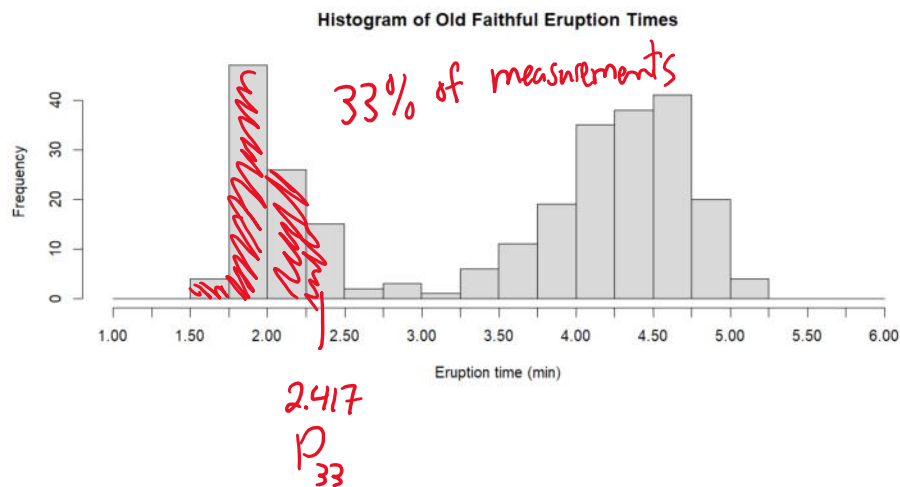 Histogram of Old Faithful Eruption Times
33% of measurements
Frequency
40
30
20
10
0
1.00 1.50 2.00 2.50 3.00 3.50 4.00 4.50 5.00 5.50 6.00
Eruption time (min)
2.417
P33